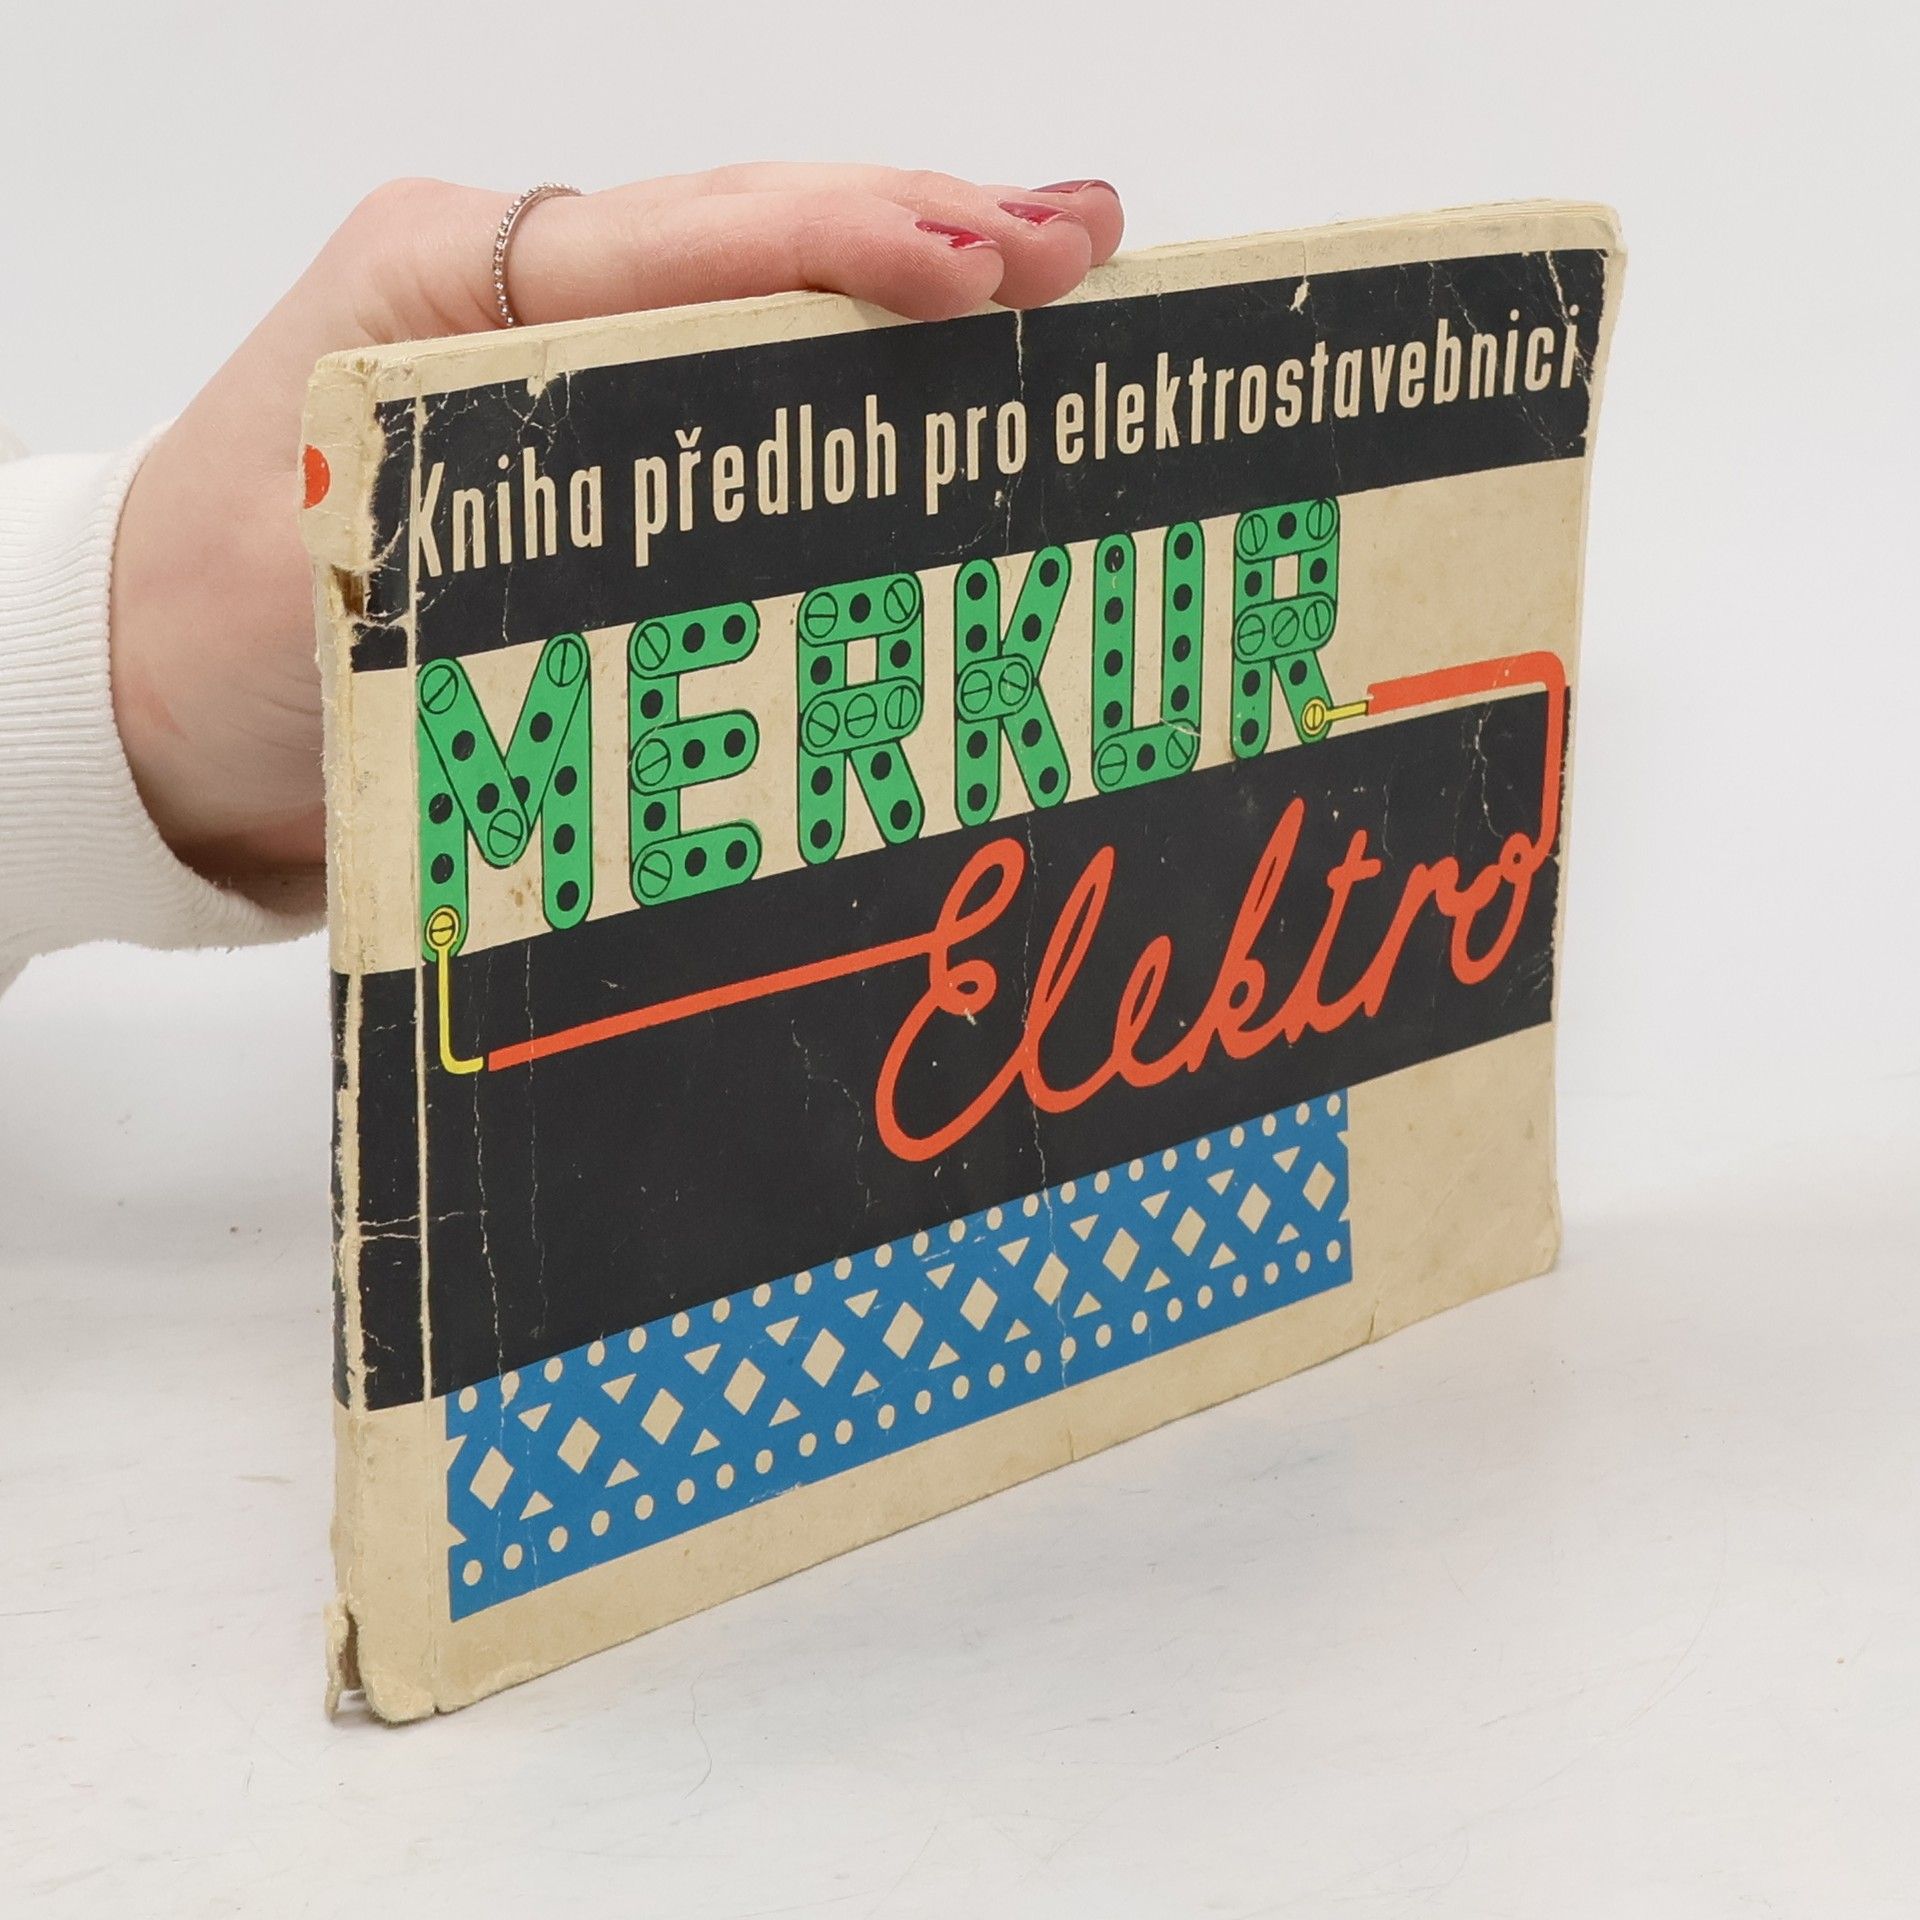 Kniha předloh pro elektrostavebnici
MERKUR
Elektro